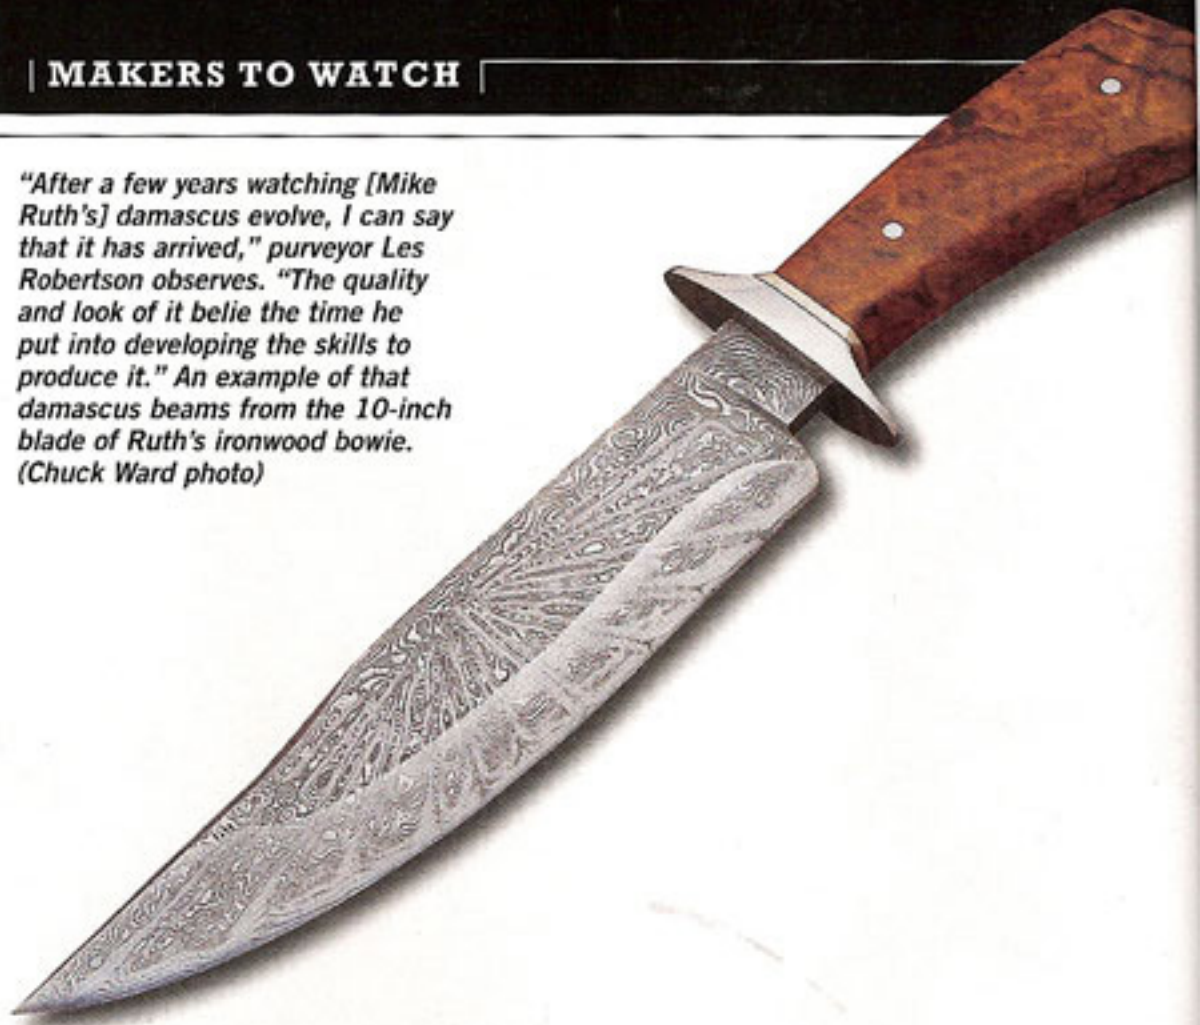 MAKERS TO WATCH
“After a few years watching [Mike
Ruth’s] damascus evolve, I can say
that it has arrived,” purveyor Les
Robertson observes. “The quality
and look of it belie the time he
put into developing the skills to
produce it.” An example of that
damascus beams from the 10-inch
blade of Ruth’s ironwood bowie.
(Chuck Ward photo)